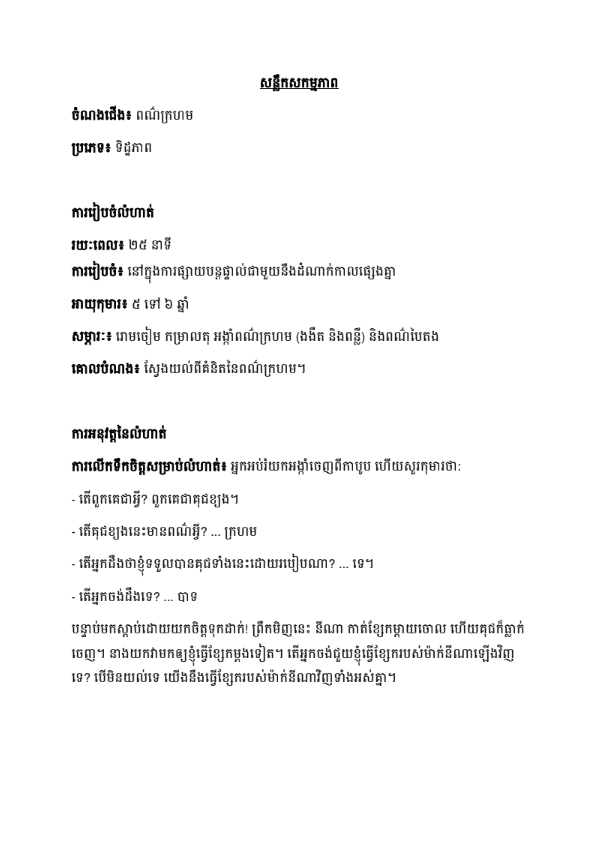 សន្លឹកសកម្មភាព
ចំណងជើង៖ ពណ៌ក្រហម
ប្រភេទ៖ ទិដ្ឋភាព
ការរៀបចំលំហាត់
រយៈពេល៖ ២៥ នាទី
ការរៀបចំ៖ នៅក្នុងការផ្សាយបន្តផ្ទាល់ជាមួយនឹងដំណាក់កាលផ្សេងគ្នា
អាយុកុមារ៖ ៥ ទៅ ៦ ឆ្នាំ
សម្ភារៈ៖ រោមចៀម កម្រាលតុ អង្កាំពណ៌ក្រហម (ងងឹត និងពន្លឺ) និងពណ៌បៃតង
គោលបំណង៖ ស្វែងយល់ពីគំនិតនៃពណ៌ក្រហម។
ការអនុវត្តនៃលំហាត់
ការលើកទឹកចិត្តសម្រាប់លំហាត់៖ អ្នកអប់រំយកអង្កាំចេញពីកាបូប ហើយសួរកុមារថា:
- តើពួកគេជាអ្វី? ពួកគេជាគុជខ្យង។
- តើគុជខ្យងនេះមានពណ៌អ្វី? ... ក្រហម
- តើអ្នកដឹងថាខ្ញុំទទួលបានគុជទាំងនេះដោយរបៀបណា? ... ទេ។
- តើអ្នកចង់ដឹងទេ? ... បាទ
បន្ទាប់មកស្តាប់ដោយយកចិត្តទុកដាក់! ព្រឹកមិញនេះ នីណា កាត់ខ្សែកម្តាយចោល ហើយគុជក៏ធ្លាក់
ចេញ។ នាងយកវាមកឲ្យខ្ញុំធ្វើខ្សែកម្តងទៀត។ តើអ្នកចង់ជួយខ្ញុំធ្វើខ្សែករបស់ម៉ាក់នីណាឡើងវិញ
ទេ? បើមិនយល់ទេ យើងនឹងធ្វើខ្សែករបស់ម៉ាក់នីណាវិញទាំងអស់គ្នា។